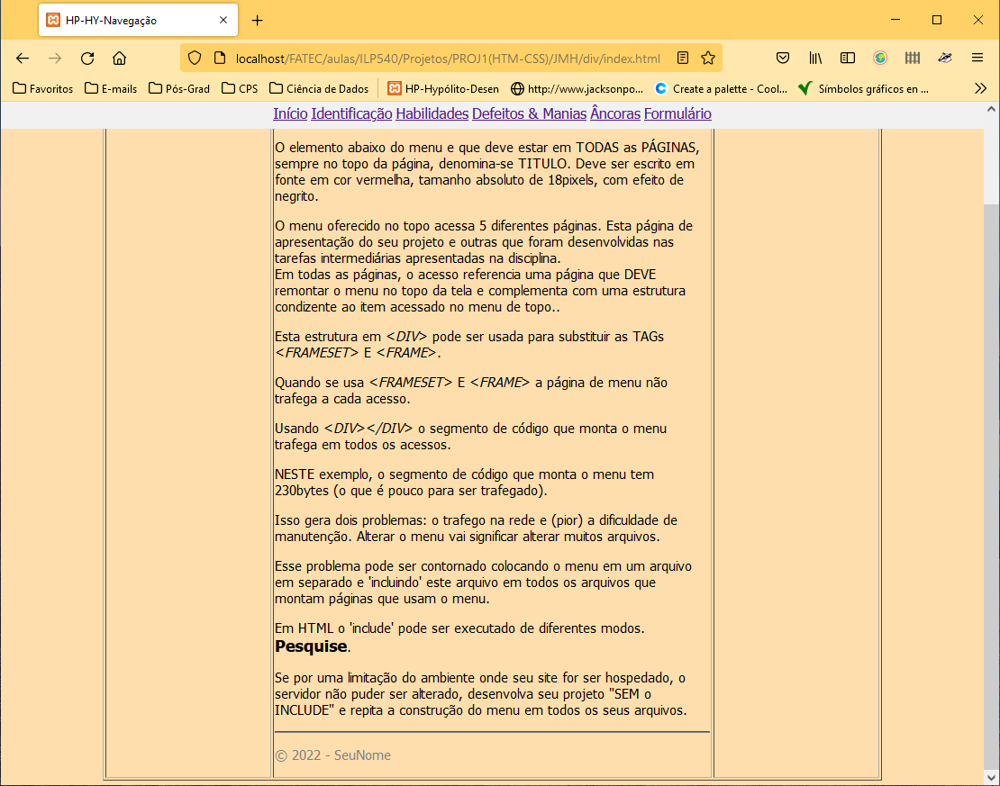 HP-HY-Navegação
localhost/FATEC/aulas/ILP540/Projetos/PROJ1(HTM-CSS)/JMH/div/index.html
Favoritos E-mails Pós-Grad CPS Ciência de Dados HP-Hypólito-Desen http://www.jacksonpo... Create a palette - Cool... Símbolos gráficos en ...
Início Identificação Habilidades Defeitos & Manias Âncoras Formulário
O elemento abaixo do menu e que deve estar em TODAS as PÁGINAS,
sempre no topo da página, denomina-se TITULO. Deve ser escrito em
fonte em cor vermelha, tamanho absoluto de 18pixels, com efeito de
negrito.
O menu oferecido no topo acessa 5 diferentes páginas. Esta página de
apresentação do seu projeto e outras que foram desenvolvidas nas
tarefas intermediárias apresentadas na disciplina.
Em todas as páginas, o acesso referencia uma página que DEVE
remontar o menu no topo da tela e complementa com uma estrutura
condizente ao item acessado no menu de topo..
Esta estrutura em <DIV> pode ser usada para substituir as TAGs
<FRAMESET> E <FRAME>.
Quando se usa <FRAMESET> E <FRAME> a página de menu não
trafega a cada acesso.
Usando <DIV></DIV> o segmento de código que monta o menu
trafega em todos os acessos.
NESTE exemplo, o segmento de código que monta o menu tem
230bytes (o que é pouco para ser trafegado).
Isso gera dois problemas: o trafego na rede e (pior) a dificuldade de
manutenção. Alterar o menu vai significar alterar muitos arquivos.
Esse problema pode ser contornado colocando o menu em um arquivo
em separado e 'incluindo' este arquivo em todos os arquivos que
montam páginas que usam o menu.
Em HTML o 'include' pode ser executado de diferentes modos.
Pesquise.
Se por uma limitação do ambiente onde seu site for ser hospedado, o
servidor não puder ser alterado, desenvolva seu projeto "SEM o
INCLUDE" e repita a construção do menu em todos os seus arquivos.
© 2022 - SeuNome